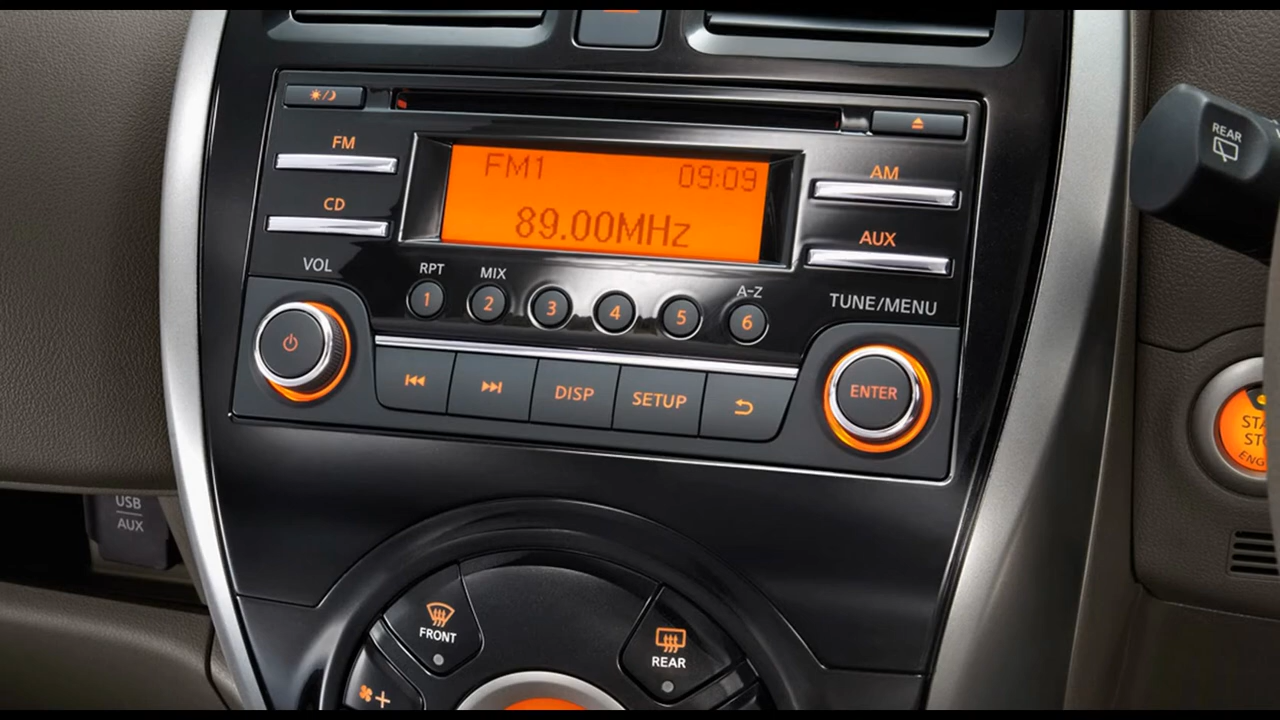 FM
CD
VOL
FM1 09:09
89.00MHz
AM
AUX
TUNE/MENU
RPT MIX A-Z
1 2 3 4 5 6
DISP SETUP
ENTER
REAR
USB
AUX
FRONT
REAR